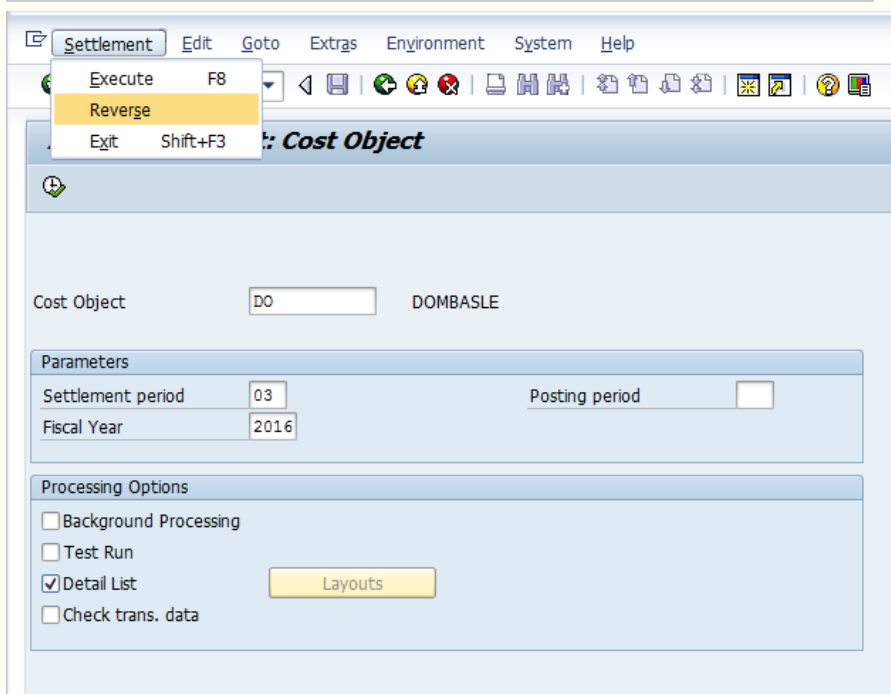 Settlement Edit Goto Extras Environment System Help
Execute F8
Reverse
Exit Shift+F3
: Cost Object
Cost Object DO DOMBASLE
Parameters
Settlement period 03 Posting period
Fiscal Year 2016
Processing Options
Background Processing
Test Run
Detail List Layouts
Check trans. data